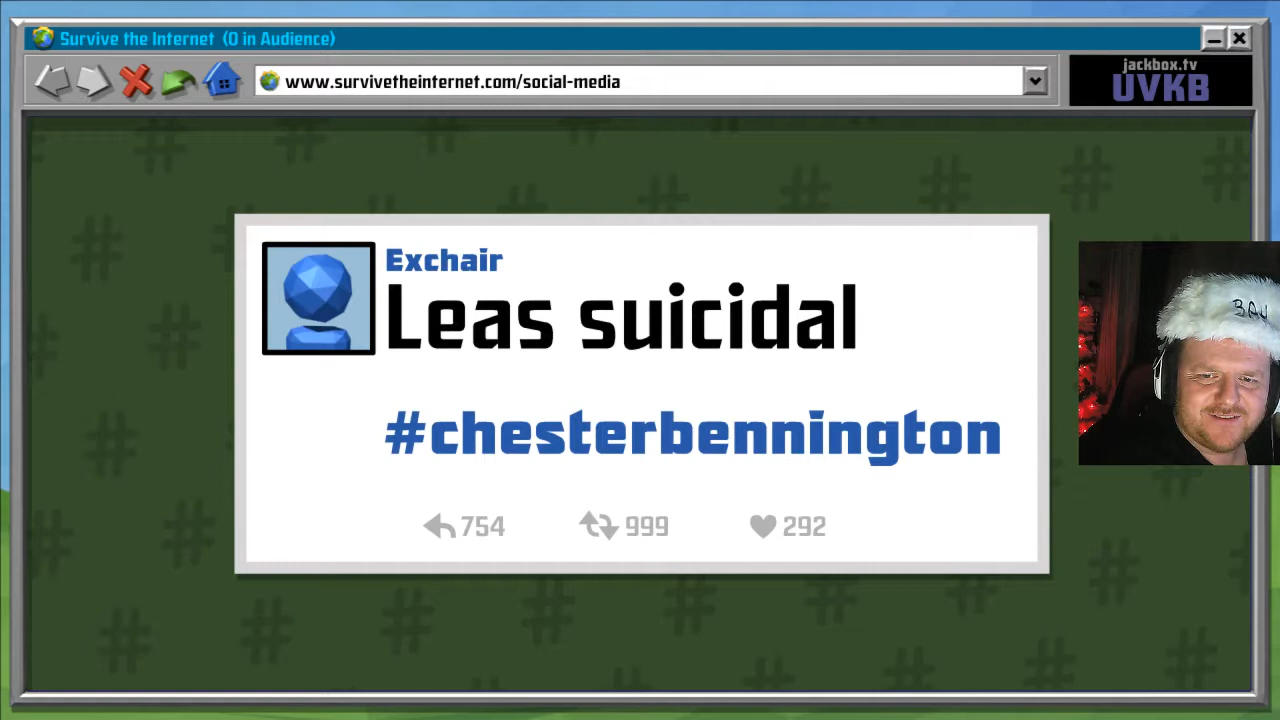 Survive the Internet (0 in Audience)
www.survivetheinternet.com/social-media
jackbox.tv
UVKB
Exchair
Leas suicidal
#chesterbennington
754 999 292
BAH